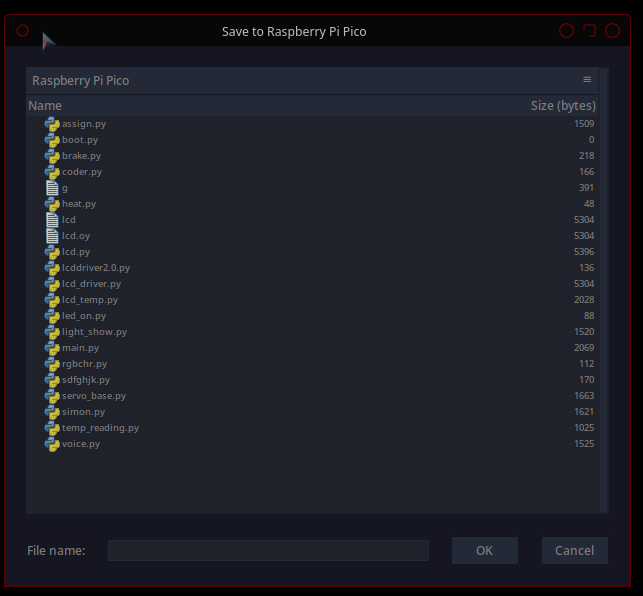 Save to Raspberry Pi Pico
Raspberry Pi Pico ≡
Name Size (bytes)
assign.py 1509
boot.py 0
brake.py 218
coder.py 166
g 391
heat.py 48
lcd 5304
lcd.oy 5304
lcd.py 5396
lcddriver2.0.py 136
lcd_driver.py 5304
lcd_temp.py 2028
led_on.py 88
light_show.py 1520
main.py 2069
rgbchr.py 112
sdfghjk.py 170
servo_base.py 1663
simon.py 1621
temp_reading.py 1025
voice.py 1525
File name: OK Cancel